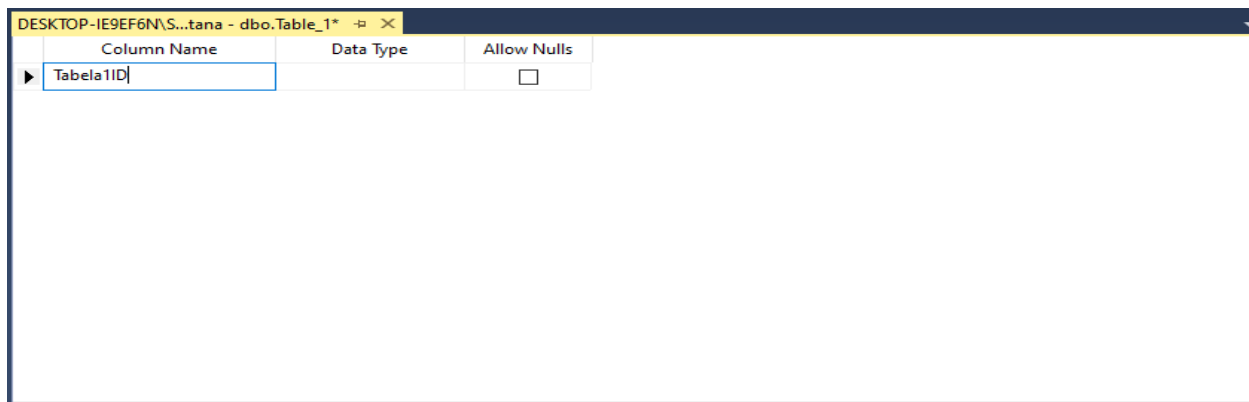 DESKTOP-IE9EF6N\S...tana - dbo.Table_1*
Column Name Data Type Allow Nulls
Tabela1ID